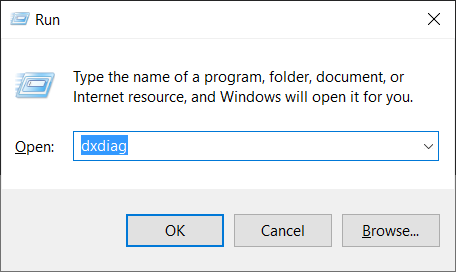 Run
Type the name of a program, folder, document, or
Internet resource, and Windows will open it for you.
Open: dxdiag
OK Cancel Browse...